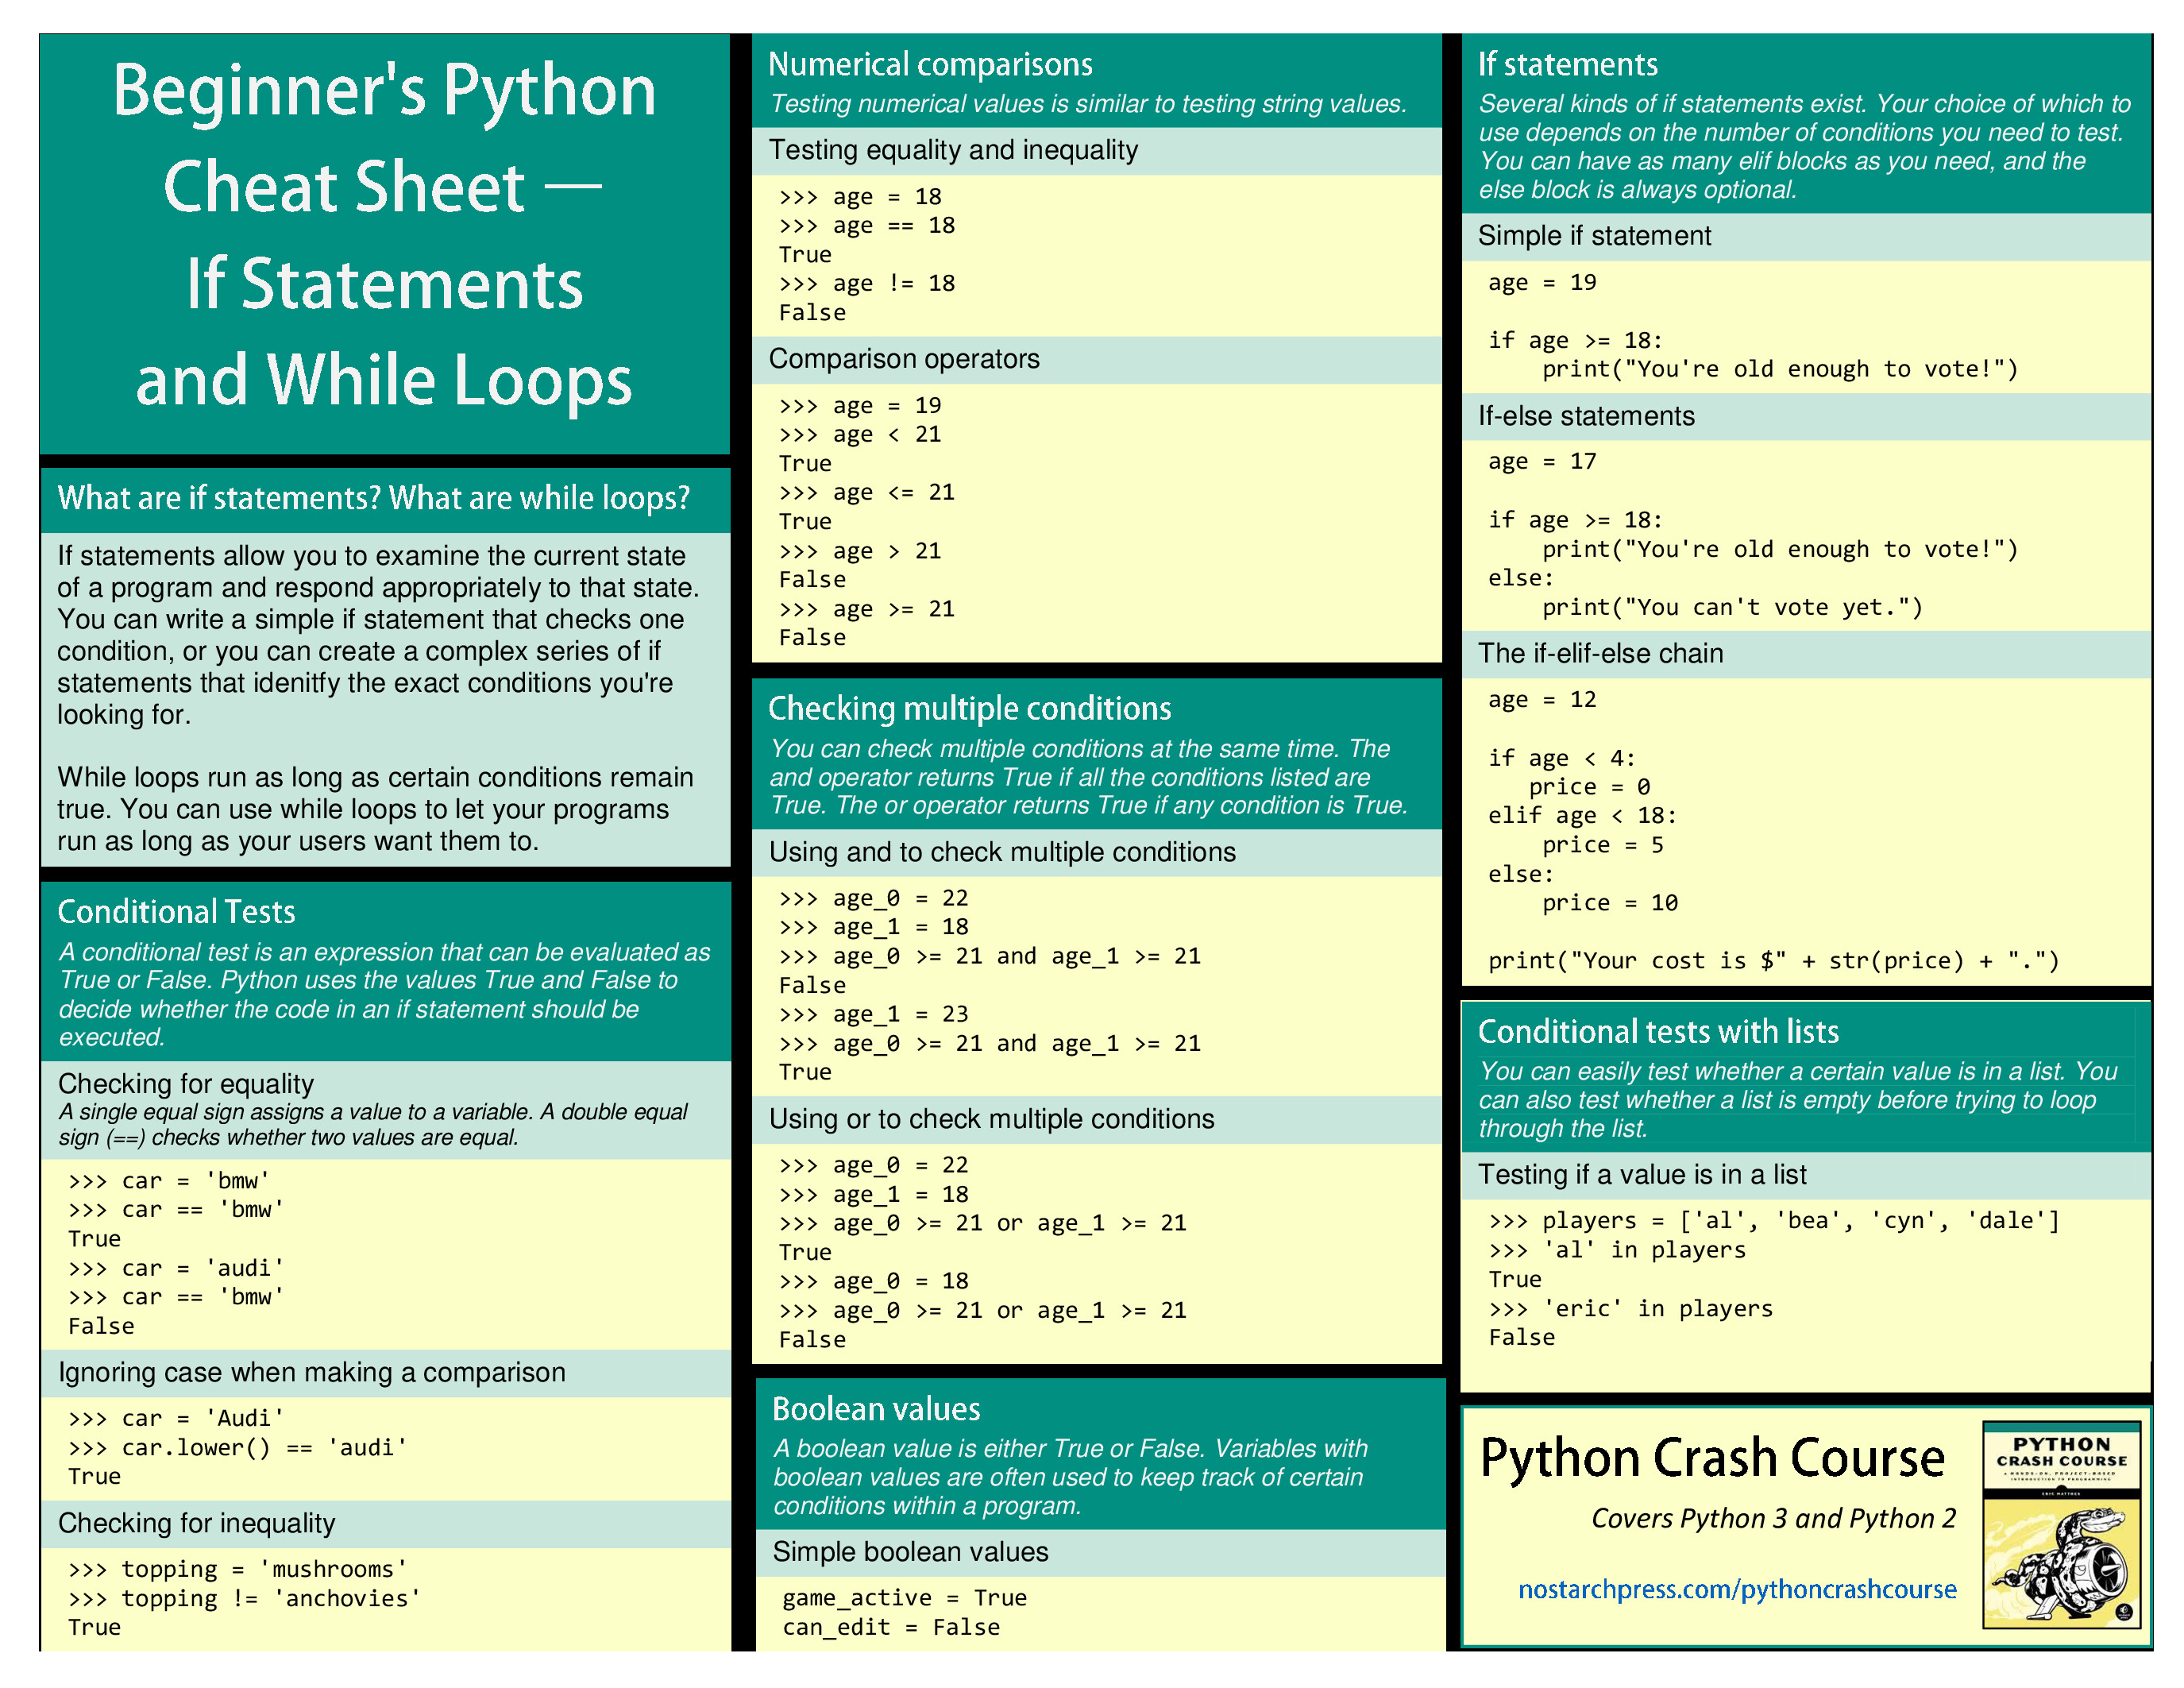 Beginner's Python
Cheat Sheet —
If Statements
and While Loops
What are if statements? What are while loops?
If statements allow you to examine the current state
of a program and respond appropriately to that state.
You can write a simple if statement that checks one
condition, or you can create a complex series of if
statements that idenitfy the exact conditions you're
looking for.
While loops run as long as certain conditions remain
true. You can use while loops to let your programs
run as long as your users want them to.
Conditional Tests
A conditional test is an expression that can be evaluated as
True or False. Python uses the values True and False to
decide whether the code in an if statement should be
executed.
Checking for equality
A single equal sign assigns a value to a variable. A double equal
sign (==) checks whether two values are equal.
>>> car = 'bmw'
>>> car == 'bmw'
True
>>> car = 'audi'
>>> car == 'bmw'
False
Ignoring case when making a comparison
>>> car = 'Audi'
>>> car.lower() == 'audi'
True
Checking for inequality
>>> topping = 'mushrooms'
>>> topping != 'anchovies'
True
Numerical comparisons
Testing numerical values is similar to testing string values.
Testing equality and inequality
>>> age = 18
>>> age == 18
True
>>> age != 18
False
Comparison operators
>>> age = 19
>>> age < 21
True
>>> age <= 21
True
>>> age > 21
False
>>> age >= 21
False
Checking multiple conditions
You can check multiple conditions at the same time. The
and operator returns True if all the conditions listed are
True. The or operator returns True if any condition is True.
Using and to check multiple conditions
>>> age_0 = 22
>>> age_1 = 18
>>> age_0 >= 21 and age_1 >= 21
False
>>> age_1 = 23
>>> age_0 >= 21 and age_1 >= 21
True
Using or to check multiple conditions
>>> age_0 = 22
>>> age_1 = 18
>>> age_0 >= 21 or age_1 >= 21
True
>>> age_0 = 18
>>> age_0 >= 21 or age_1 >= 21
False
Boolean values
A boolean value is either True or False. Variables with
boolean values are often used to keep track of certain
conditions within a program.
Simple boolean values
game_active = True
can_edit = False
If statements
Several kinds of if statements exist. Your choice of which to
use depends on the number of conditions you need to test.
You can have as many elif blocks as you need, and the
else block is always optional.
Simple if statement
age = 19
if age >= 18:
    print("You're old enough to vote!")
If-else statements
age = 17
if age >= 18:
    print("You're old enough to vote!")
else:
    print("You can't vote yet.")
The if-elif-else chain
age = 12
if age < 4:
   price = 0
elif age < 18:
    price = 5
else:
    price = 10
print("Your cost is $" + str(price) + ".")
Conditional tests with lists
You can easily test whether a certain value is in a list. You
can also test whether a list is empty before trying to loop
through the list.
Testing if a value is in a list
>>> players = ['al', 'bea', 'cyn', 'dale']
>>> 'al' in players
True
>>> 'eric' in players
False
Python Crash Course
Covers Python 3 and Python 2
nostarchpress.com/pythoncrashcourse
PYTHON
CRASH COURSE
A HANDS-ON, PROJECT-BASED
INTRODUCTION TO PROGRAMMING
ERIC MATTHES